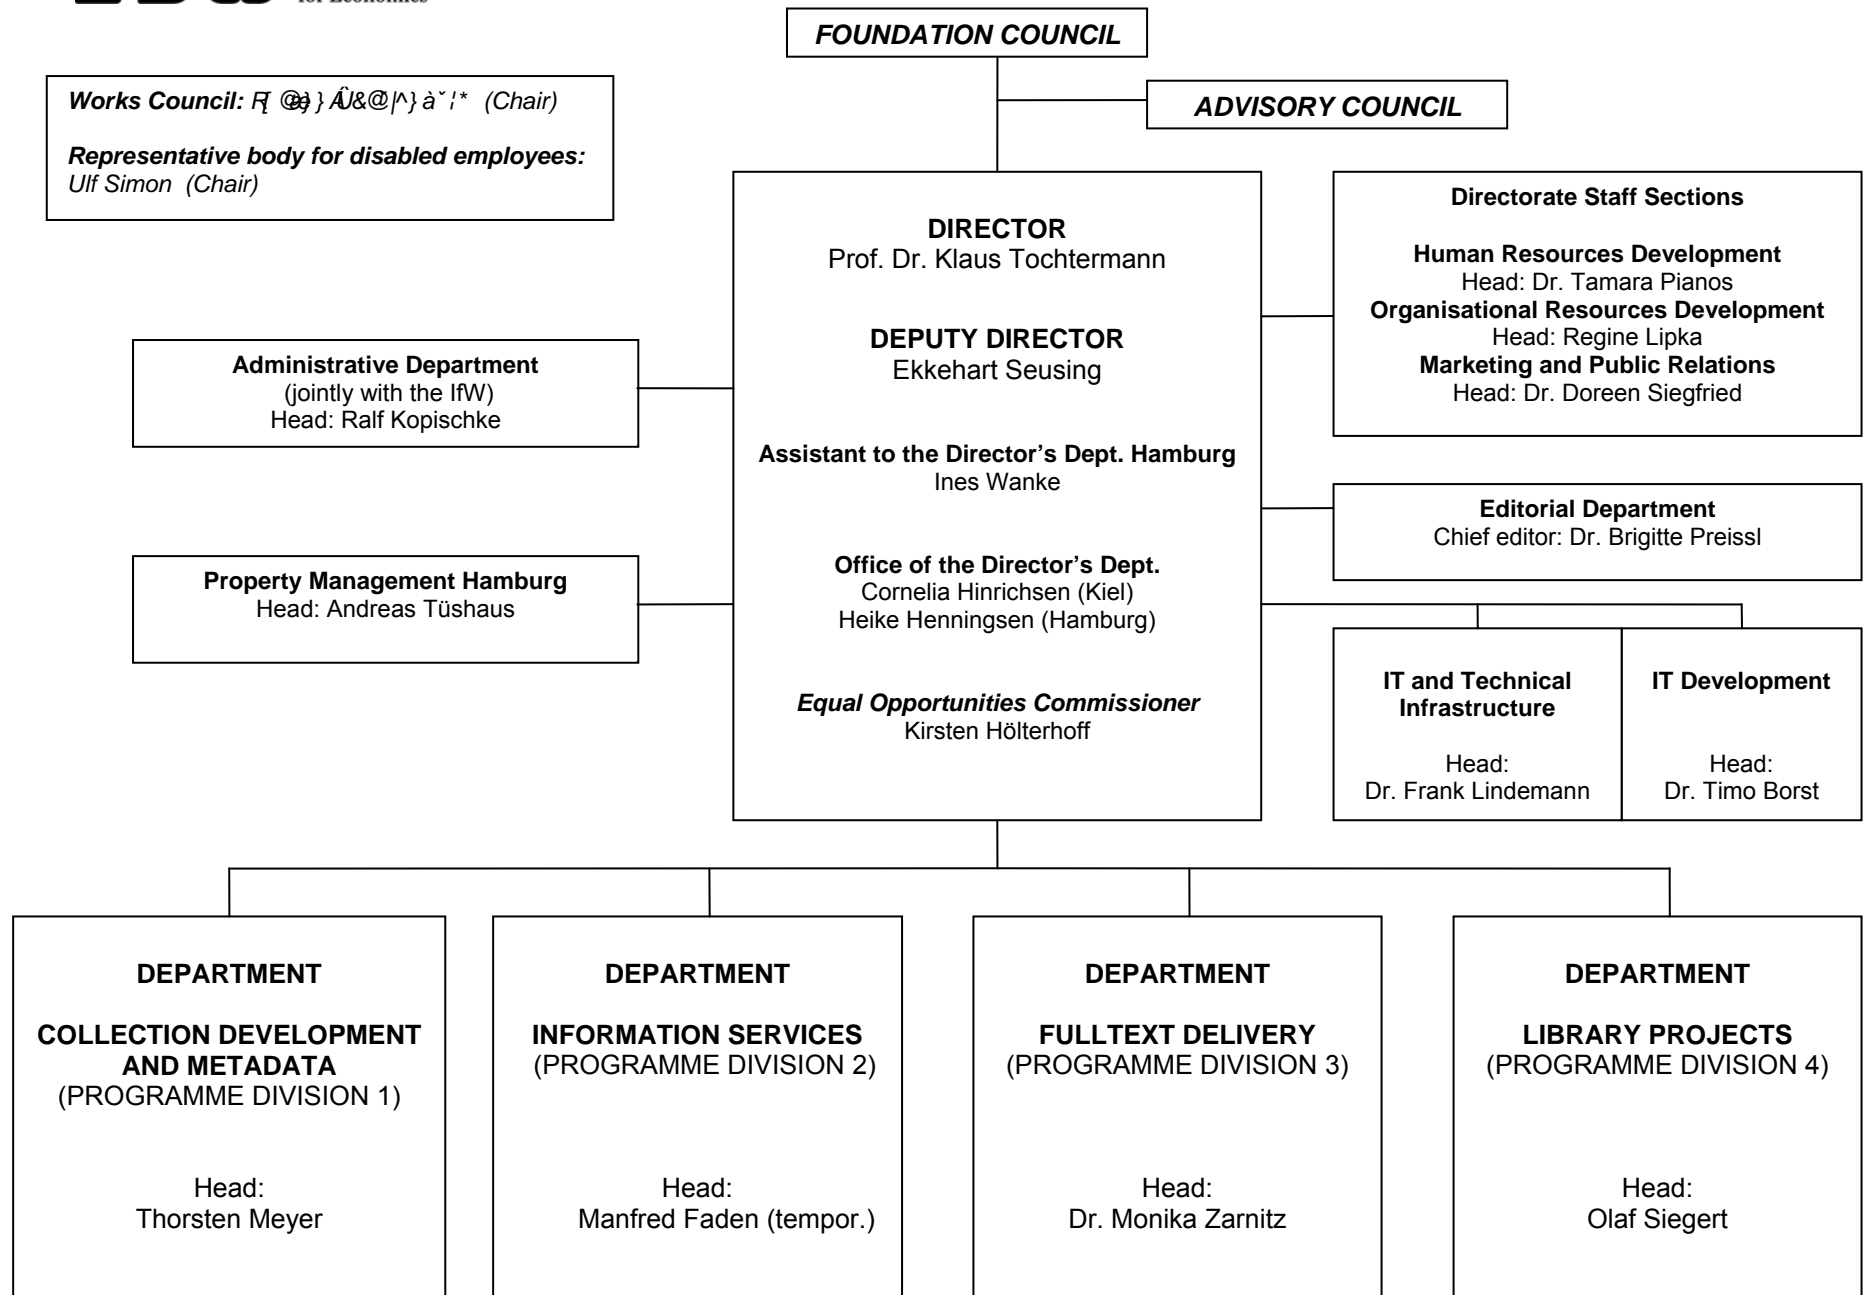 for Economics
FOUNDATION COUNCIL
ADVISORY COUNCIL
Works Council: (Chair)
Representative body for disabled employees:
Ulf Simon (Chair)
DIRECTOR
Prof. Dr. Klaus Tochtermann
DEPUTY DIRECTOR
Ekkehart Seusing
Assistant to the Director’s Dept. Hamburg
Ines Wanke
Office of the Director’s Dept.
Cornelia Hinrichsen (Kiel)
Heike Henningsen (Hamburg)
Equal Opportunities Commissioner
Kirsten Hölterhoff
Administrative Department
(jointly with the IfW)
Head: Ralf Kopischke
Property Management Hamburg
Head: Andreas Tüshaus
Directorate Staff Sections
Human Resources Development
Head: Dr. Tamara Pianos
Organisational Resources Development
Head: Regine Lipka
Marketing and Public Relations
Head: Dr. Doreen Siegfried
Editorial Department
Chief editor: Dr. Brigitte Preissl
IT and Technical
Infrastructure
Head:
Dr. Frank Lindemann
IT Development
Head:
Dr. Timo Borst
DEPARTMENT
COLLECTION DEVELOPMENT
AND METADATA
(PROGRAMME DIVISION 1)
Head:
Thorsten Meyer
DEPARTMENT
INFORMATION SERVICES
(PROGRAMME DIVISION 2)
Head:
Manfred Faden (tempor.)
DEPARTMENT
FULLTEXT DELIVERY
(PROGRAMME DIVISION 3)
Head:
Dr. Monika Zarnitz
DEPARTMENT
LIBRARY PROJECTS
(PROGRAMME DIVISION 4)
Head:
Olaf Siegert